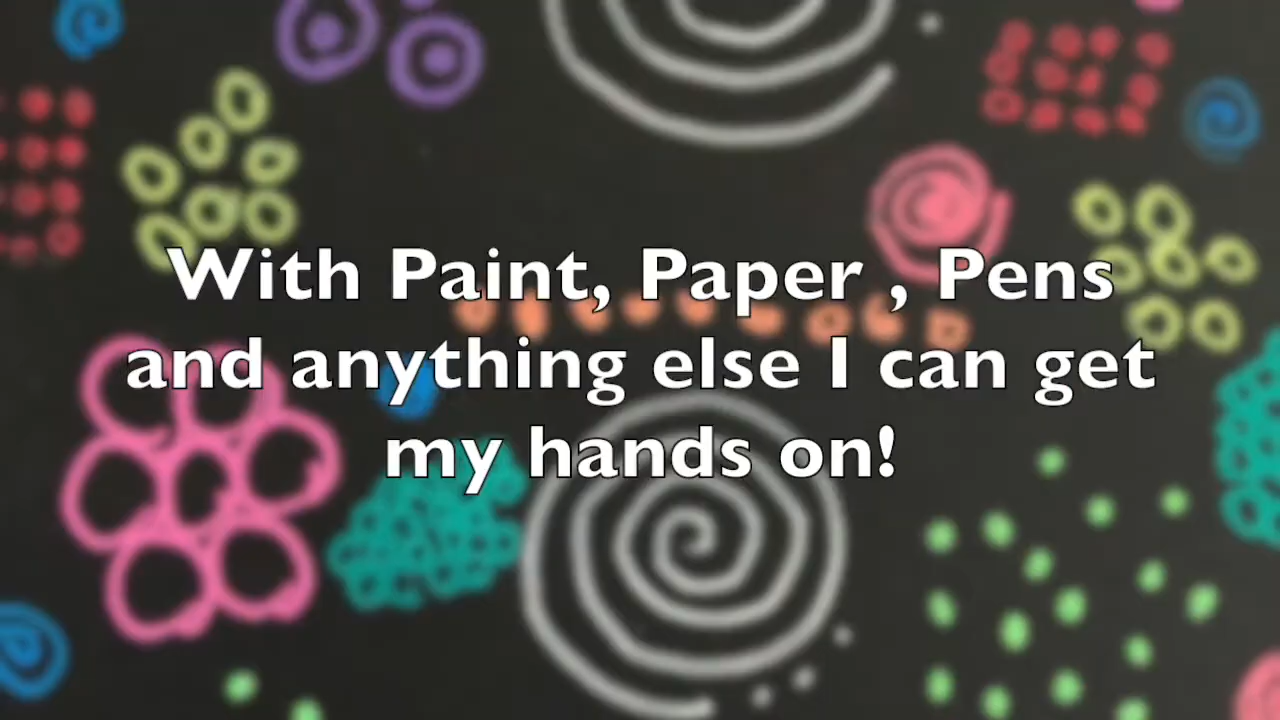 With Paint, Paper , Pens
and anything else I can get
my hands on!